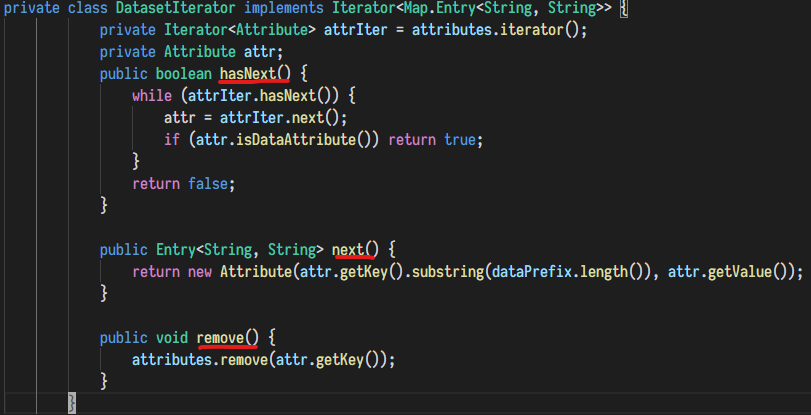 private class DatasetIterator implements Iterator<Map.Entry<String, String>> {
private Iterator<Attribute> attrIter = attributes.iterator();
private Attribute attr;
public boolean hasNext() {
while (attrIter.hasNext()) {
attr = attrIter.next();
if (attr.isDataAttribute()) return true;
}
return false;
}
public Entry<String, String> next() {
return new Attribute(attr.getKey().substring(dataPrefix.length()), attr.getValue());
}
public void remove() {
attributes.remove(attr.getKey());
}
}